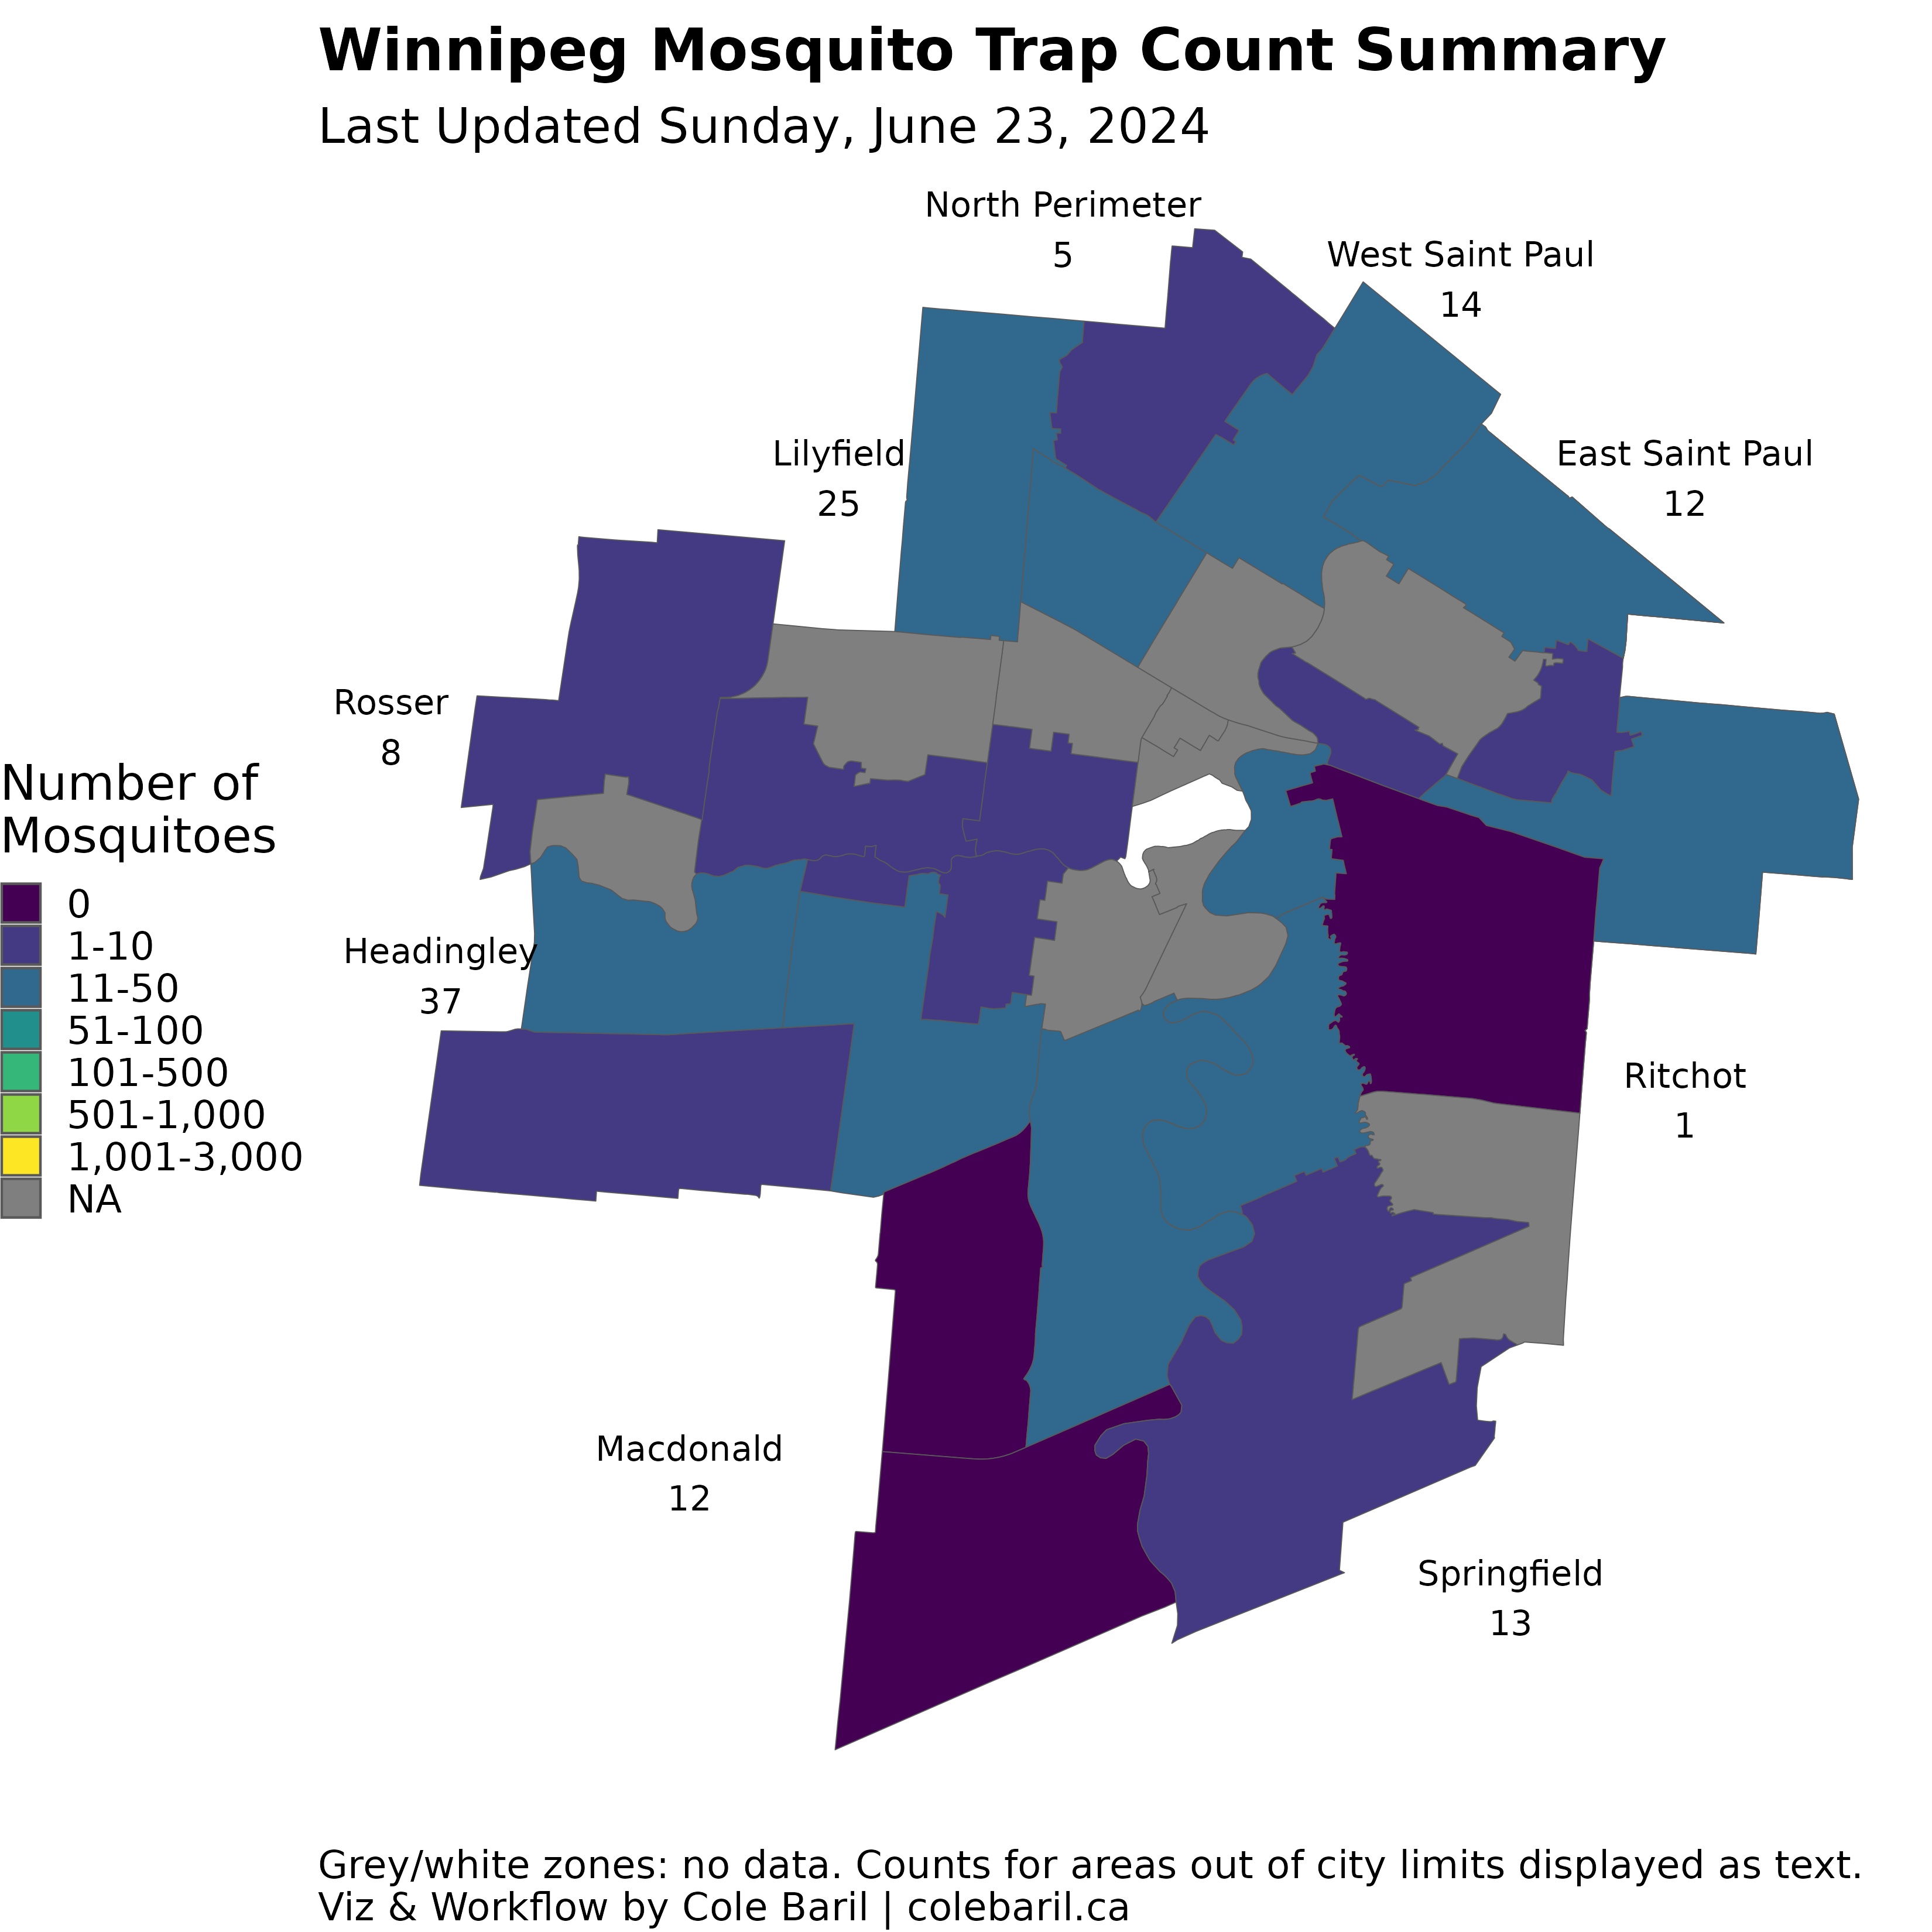 Winnipeg Mosquito Trap Count Summary
Last Updated Sunday, June 23, 2024
North Perimeter
5
West Saint Paul
14
Lilyfield
25
East Saint Paul
12
Rosser
8
Number of
Mosquitoes
0
1-10
11-50
51-100
101-500
501-1,000
1,001-3,000
NA
Headingley
37
Ritchot
1
Macdonald
12
Springfield
13
Grey/white zones: no data. Counts for areas out of city limits displayed as text.
Viz & Workflow by Cole Baril | colebaril.ca